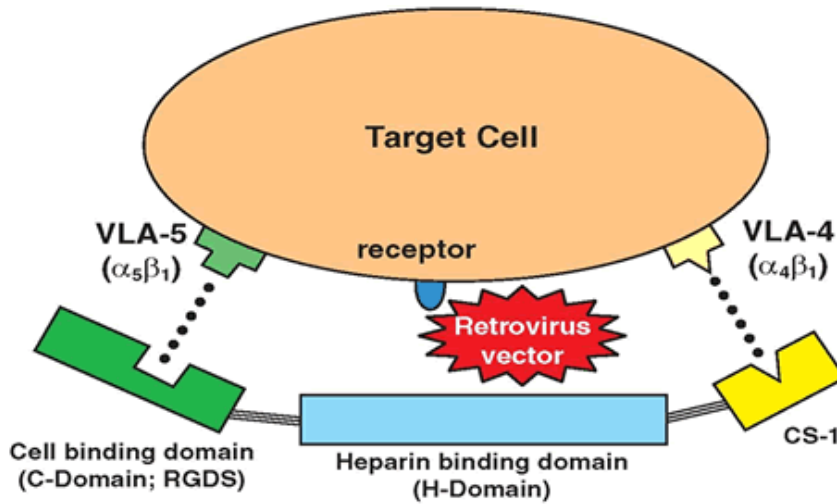 Target Cell
VLA-5
(α₅β₁)
receptor
VLA-4
(α₄β₁)
Retrovirus
vector
Cell binding domain
(C-Domain; RGDS)
Heparin binding domain
(H-Domain)
CS-1